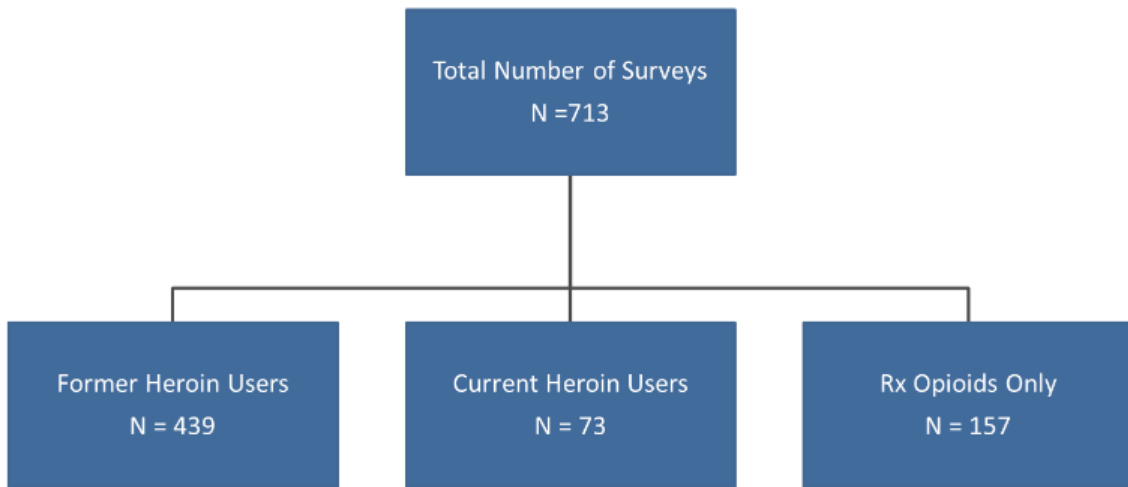 Total Number of Surveys
N =713
Former Heroin Users
N = 439
Current Heroin Users
N = 73
Rx Opioids Only
N = 157